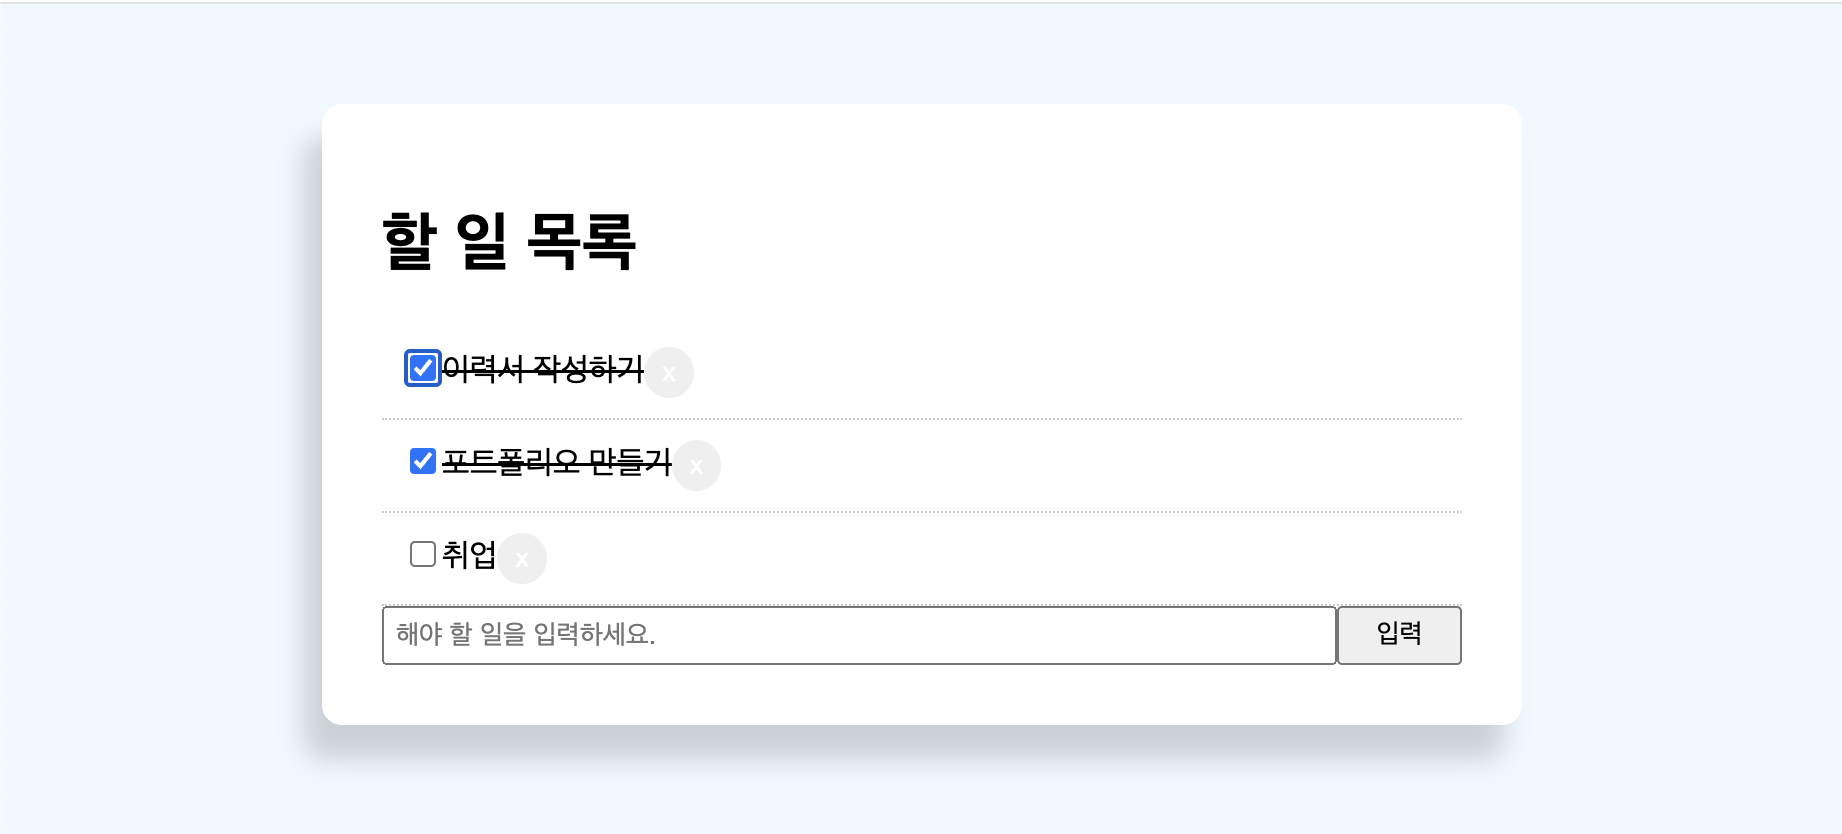 할 일 목록
이력서 작성하기 x
포트폴리오 만들기 x
취업 x
해야 할 일을 입력하세요. 입력